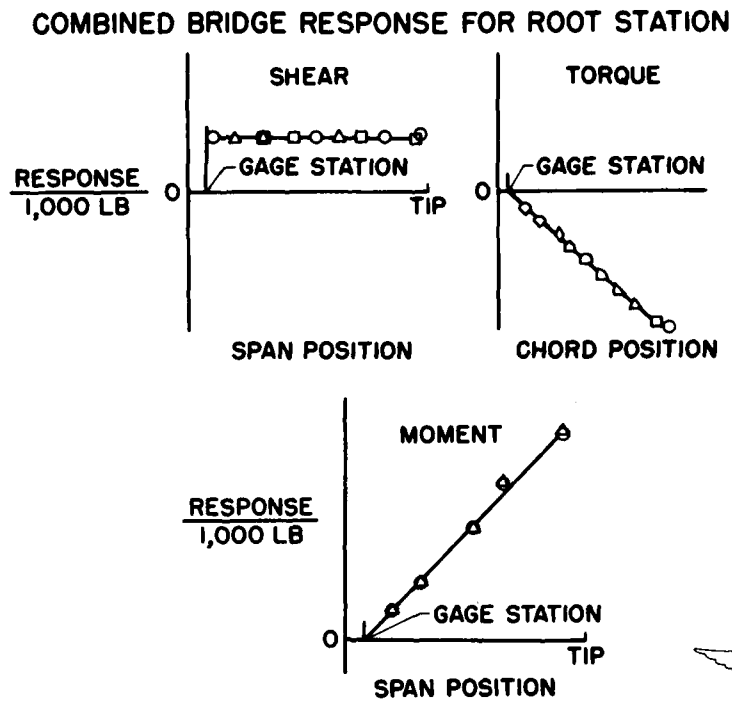 COMBINED BRIDGE RESPONSE FOR ROOT STATION
SHEAR
RESPONSE
1,000 LB
0
GAGE STATION
TIP
SPAN POSITION
TORQUE
0
GAGE STATION
CHORD POSITION
MOMENT
RESPONSE
1,000 LB
0
GAGE STATION
TIP
SPAN POSITION